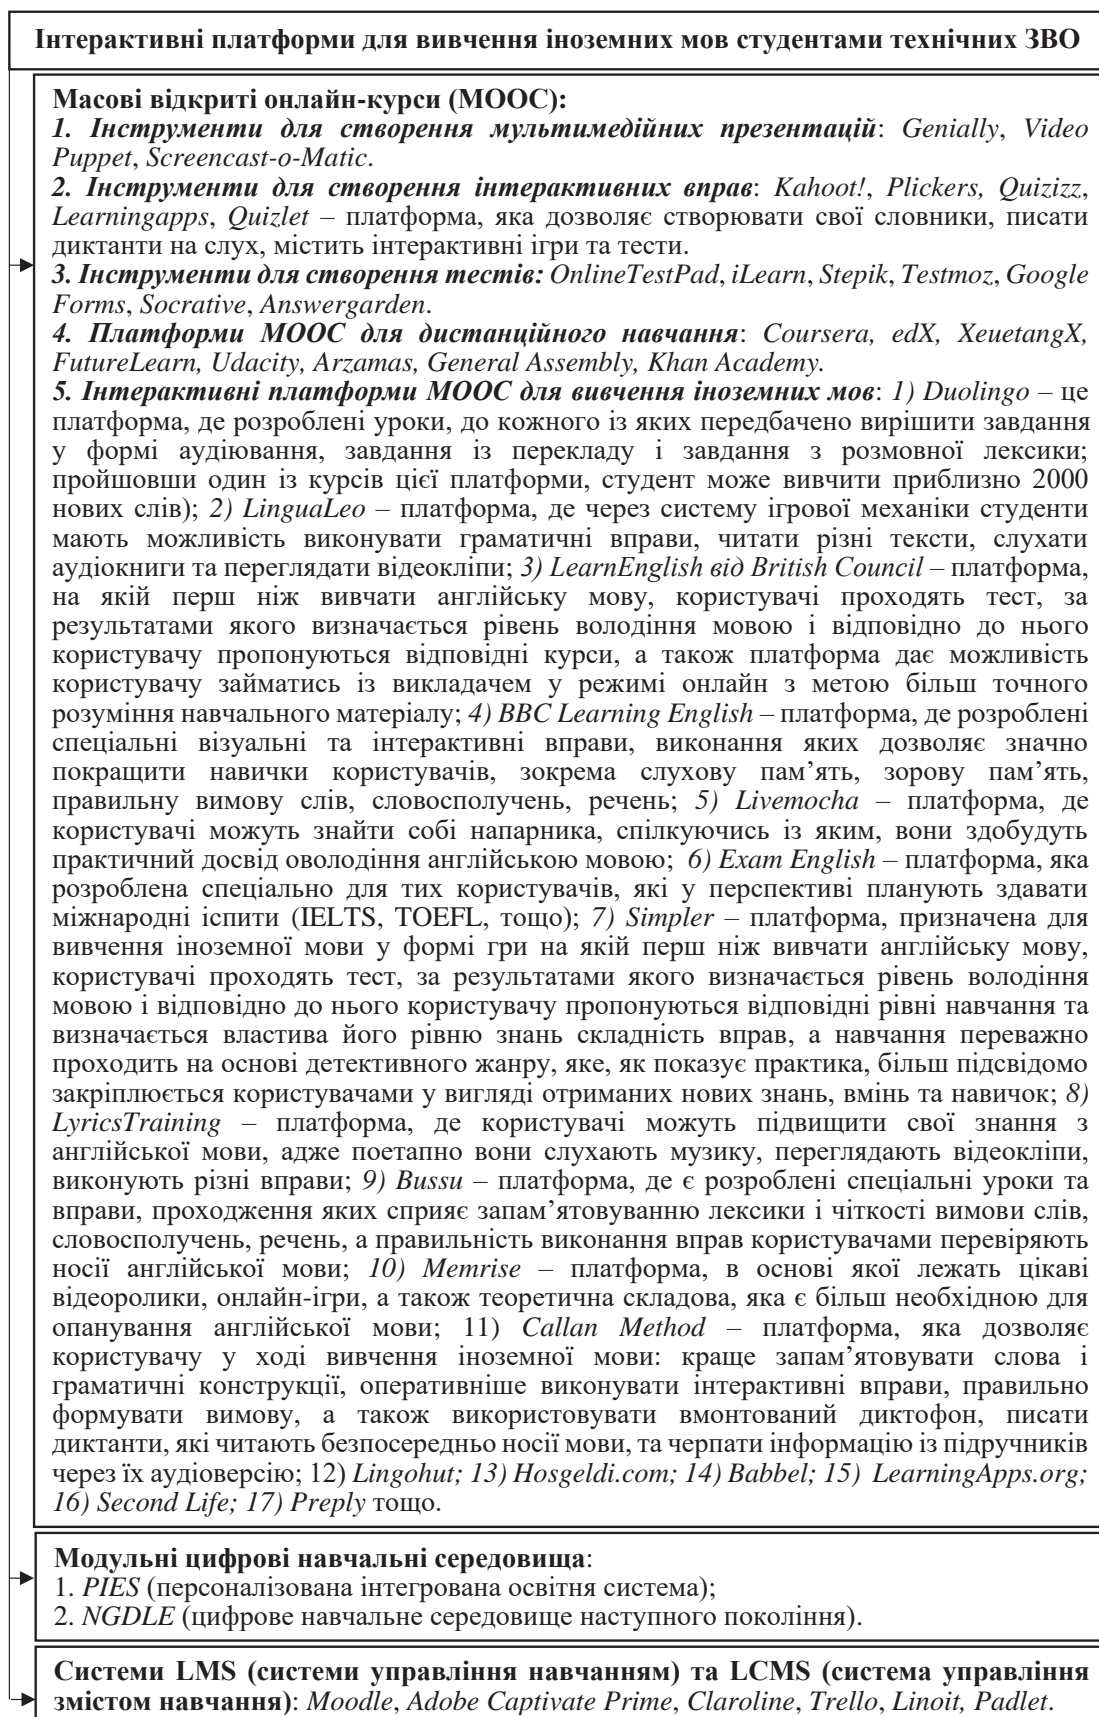 Інтерактивні платформи для вивчення іноземних мов студентами технічних ЗВО
Масові відкриті онлайн-курси (МООС):
1. Інструменти для створення мультимедійних презентацій: Genially, Video
Puppet, Screencast-o-Matic.
2. Інструменти для створення інтерактивних вправ: Kahoot!, Plickers, Quizizz,
Learningapps, Quizlet – платформа, яка дозволяє створювати свої словники, писати
диктанти на слух, містить інтерактивні ігри та тести.
3. Інструменти для створення тестів: OnlineTestPad, iLearn, Stepik, Testmoz, Google
Forms, Socrative, Answergarden.
4. Платформи МООС для дистанційного навчання: Coursera, edX, XeuetangX,
FutureLearn, Udacity, Arzamas, General Assembly, Khan Academy.
5. Інтерактивні платформи МООС для вивчення іноземних мов: 1) Duolingo – це
платформа, де розроблені уроки, до кожного із яких передбачено вирішити завдання
у формі аудіювання, завдання із перекладу і завдання з розмовної лексики;
пройшовши один із курсів цієї платформи, студент може вивчити приблизно 2000
нових слів); 2) LinguaLeo – платформа, де через систему ігрової механіки студенти
мають можливість виконувати граматичні вправи, читати різні тексти, слухати
аудіокниги та переглядати відеокліпи; 3) LearnEnglish від British Council – платформа,
на якій перш ніж вивчати англійську мову, користувачі проходять тест, за
результатами якого визначається рівень володіння мовою і відповідно до нього
користувачу пропонуються відповідні курси, а також платформа дає можливість
користувачу займатись із викладачем у режимі онлайн з метою більш точного
розуміння навчального матеріалу; 4) BBC Learning English – платформа, де розроблені
спеціальні візуальні та інтерактивні вправи, виконання яких дозволяє значно
покращити навички користувачів, зокрема слухову пам’ять, зорову пам’ять,
правильну вимову слів, словосполучень, речень; 5) Livemocha – платформа, де
користувачі можуть знайти собі напарника, спілкуючись із яким, вони здобудуть
практичний досвід оволодіння англійською мовою; 6) Exam English – платформа, яка
розроблена спеціально для тих користувачів, які у перспективі планують здавати
міжнародні іспити (IELTS, TOEFL, тощо); 7) Simpler – платформа, призначена для
вивчення іноземної мови у формі гри на якій перш ніж вивчати англійську мову,
користувачі проходять тест, за результатами якого визначається рівень володіння
мовою і відповідно до нього користувачу пропонуються відповідні рівні навчання та
визначається властива його рівню знань складність вправ, а навчання переважно
проходить на основі детективного жанру, яке, як показує практика, більш підсвідомо
закріплюється користувачами у вигляді отриманих нових знань, вмінь та навичок; 8)
LyricsTraining – платформа, де користувачі можуть підвищити свої знання з
англійської мови, адже поетапно вони слухають музику, переглядають відеокліпи,
виконують різні вправи; 9) Bussu – платформа, де є розроблені спеціальні уроки та
вправи, проходження яких сприяє запам’ятовуванню лексики і чіткості вимови слів,
словосполучень, речень, а правильність виконання вправ користувачами перевіряють
носії англійської мови; 10) Memrise – платформа, в основі якої лежать цікаві
відеоролики, онлайн-ігри, а також теоретична складова, яка є більш необхідною для
опанування англійської мови; 11) Callan Method – платформа, яка дозволяє
користувачу у ході вивчення іноземної мови: краще запам’ятовувати слова і
граматичні конструкції, оперативніше виконувати інтерактивні вправи, правильно
формувати вимову, а також використовувати вмонтований диктофон, писати
диктанти, які читають безпосередньо носії мови, та черпати інформацію із підручників
через їх аудіоверсію; 12) Lingohut; 13) Hosgeldi.com; 14) Babbel; 15) LearningApps.org;
16) Second Life; 17) Preply тощо.
Модульні цифрові навчальні середовища:
1. PIES (персоналізована інтегрована освітня система);
2. NGDLE (цифрове навчальне середовище наступного покоління).
Системи LMS (системи управління навчанням) та LCMS (система управління
змістом навчання): Moodle, Adobe Captivate Prime, Claroline, Trello, Linoit, Padlet.